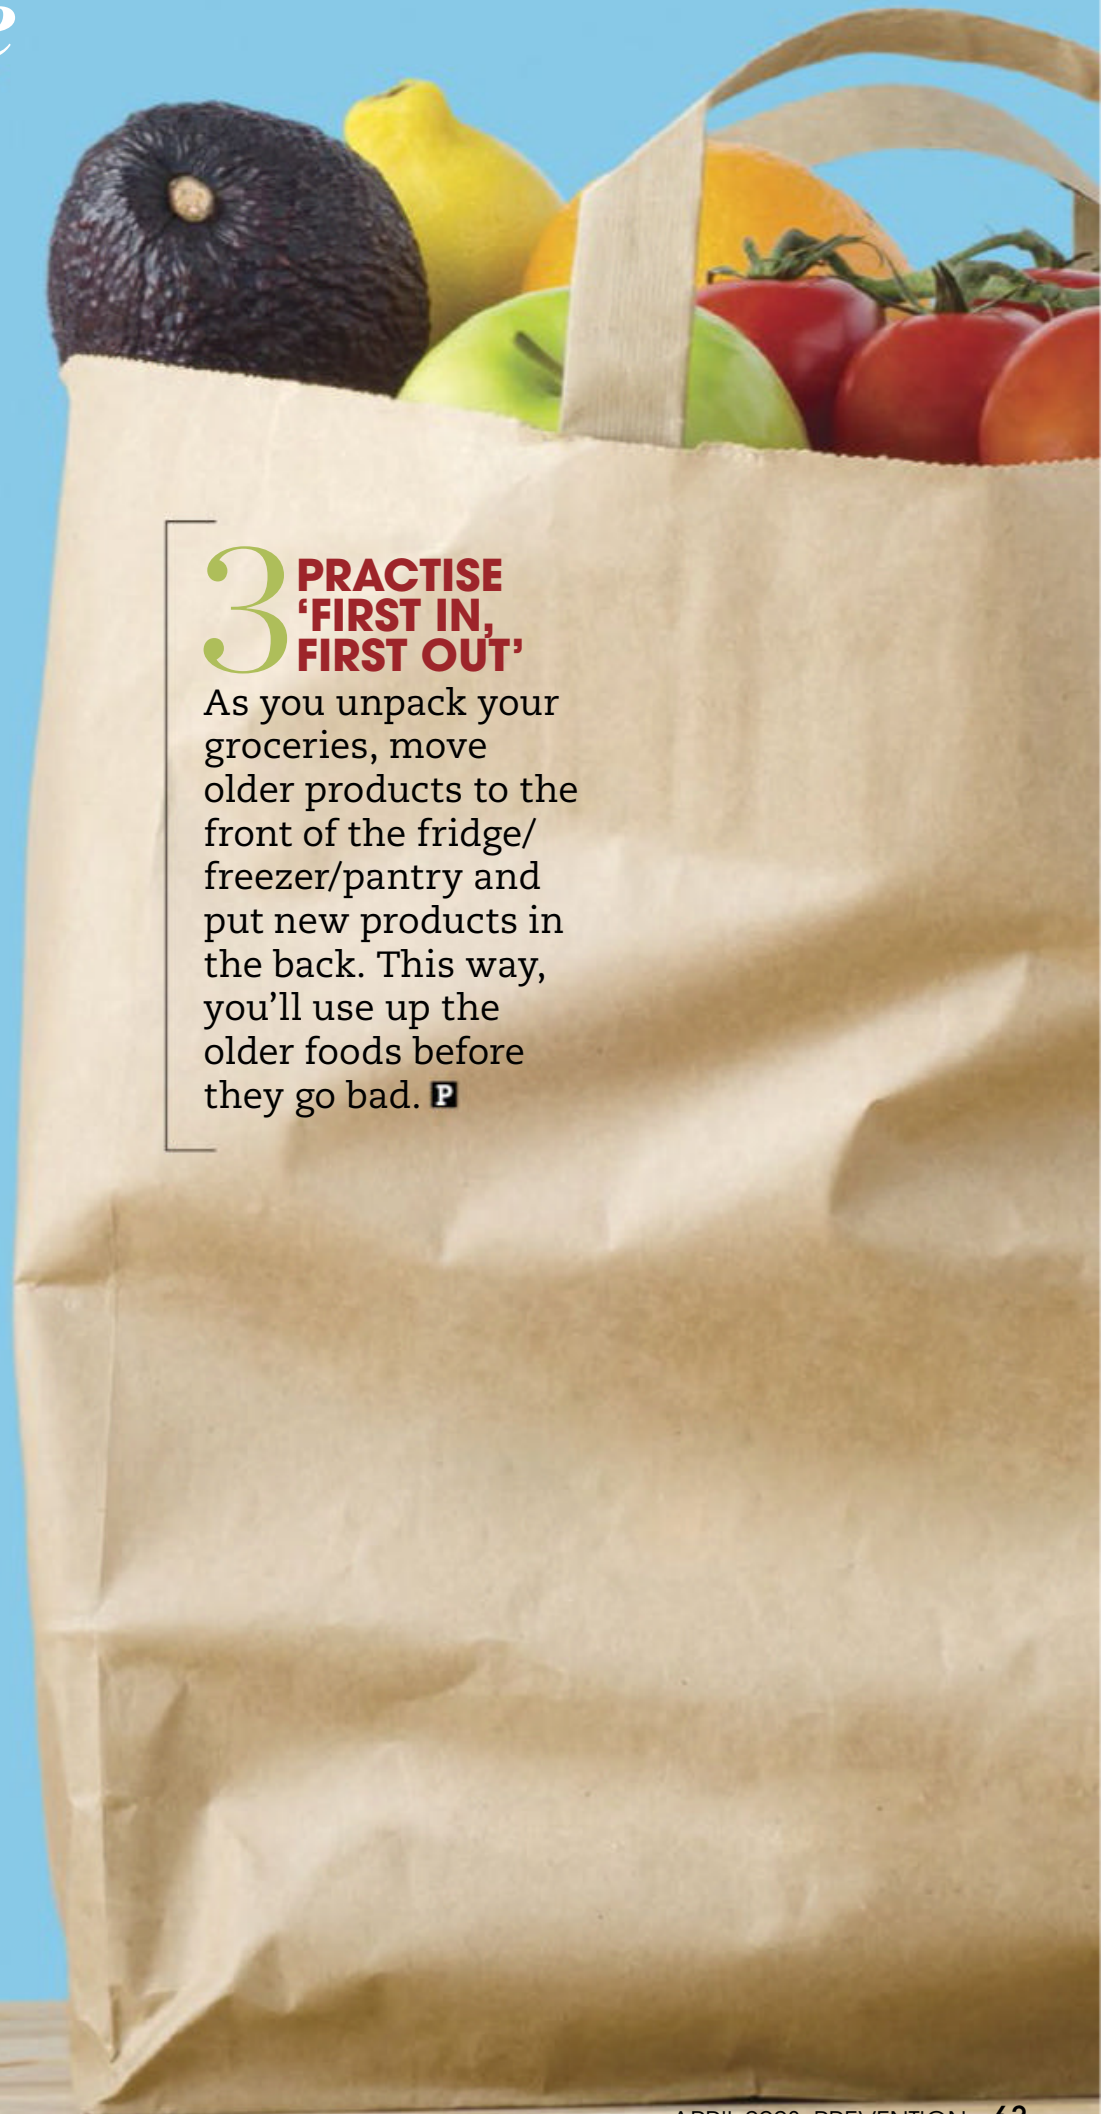 3 PRACTISE
‘FIRST IN,
FIRST OUT’
As you unpack your
groceries, move
older products to the
front of the fridge/
freezer/pantry and
put new products in
the back. This way,
you’ll use up the
older foods before
they go bad. P